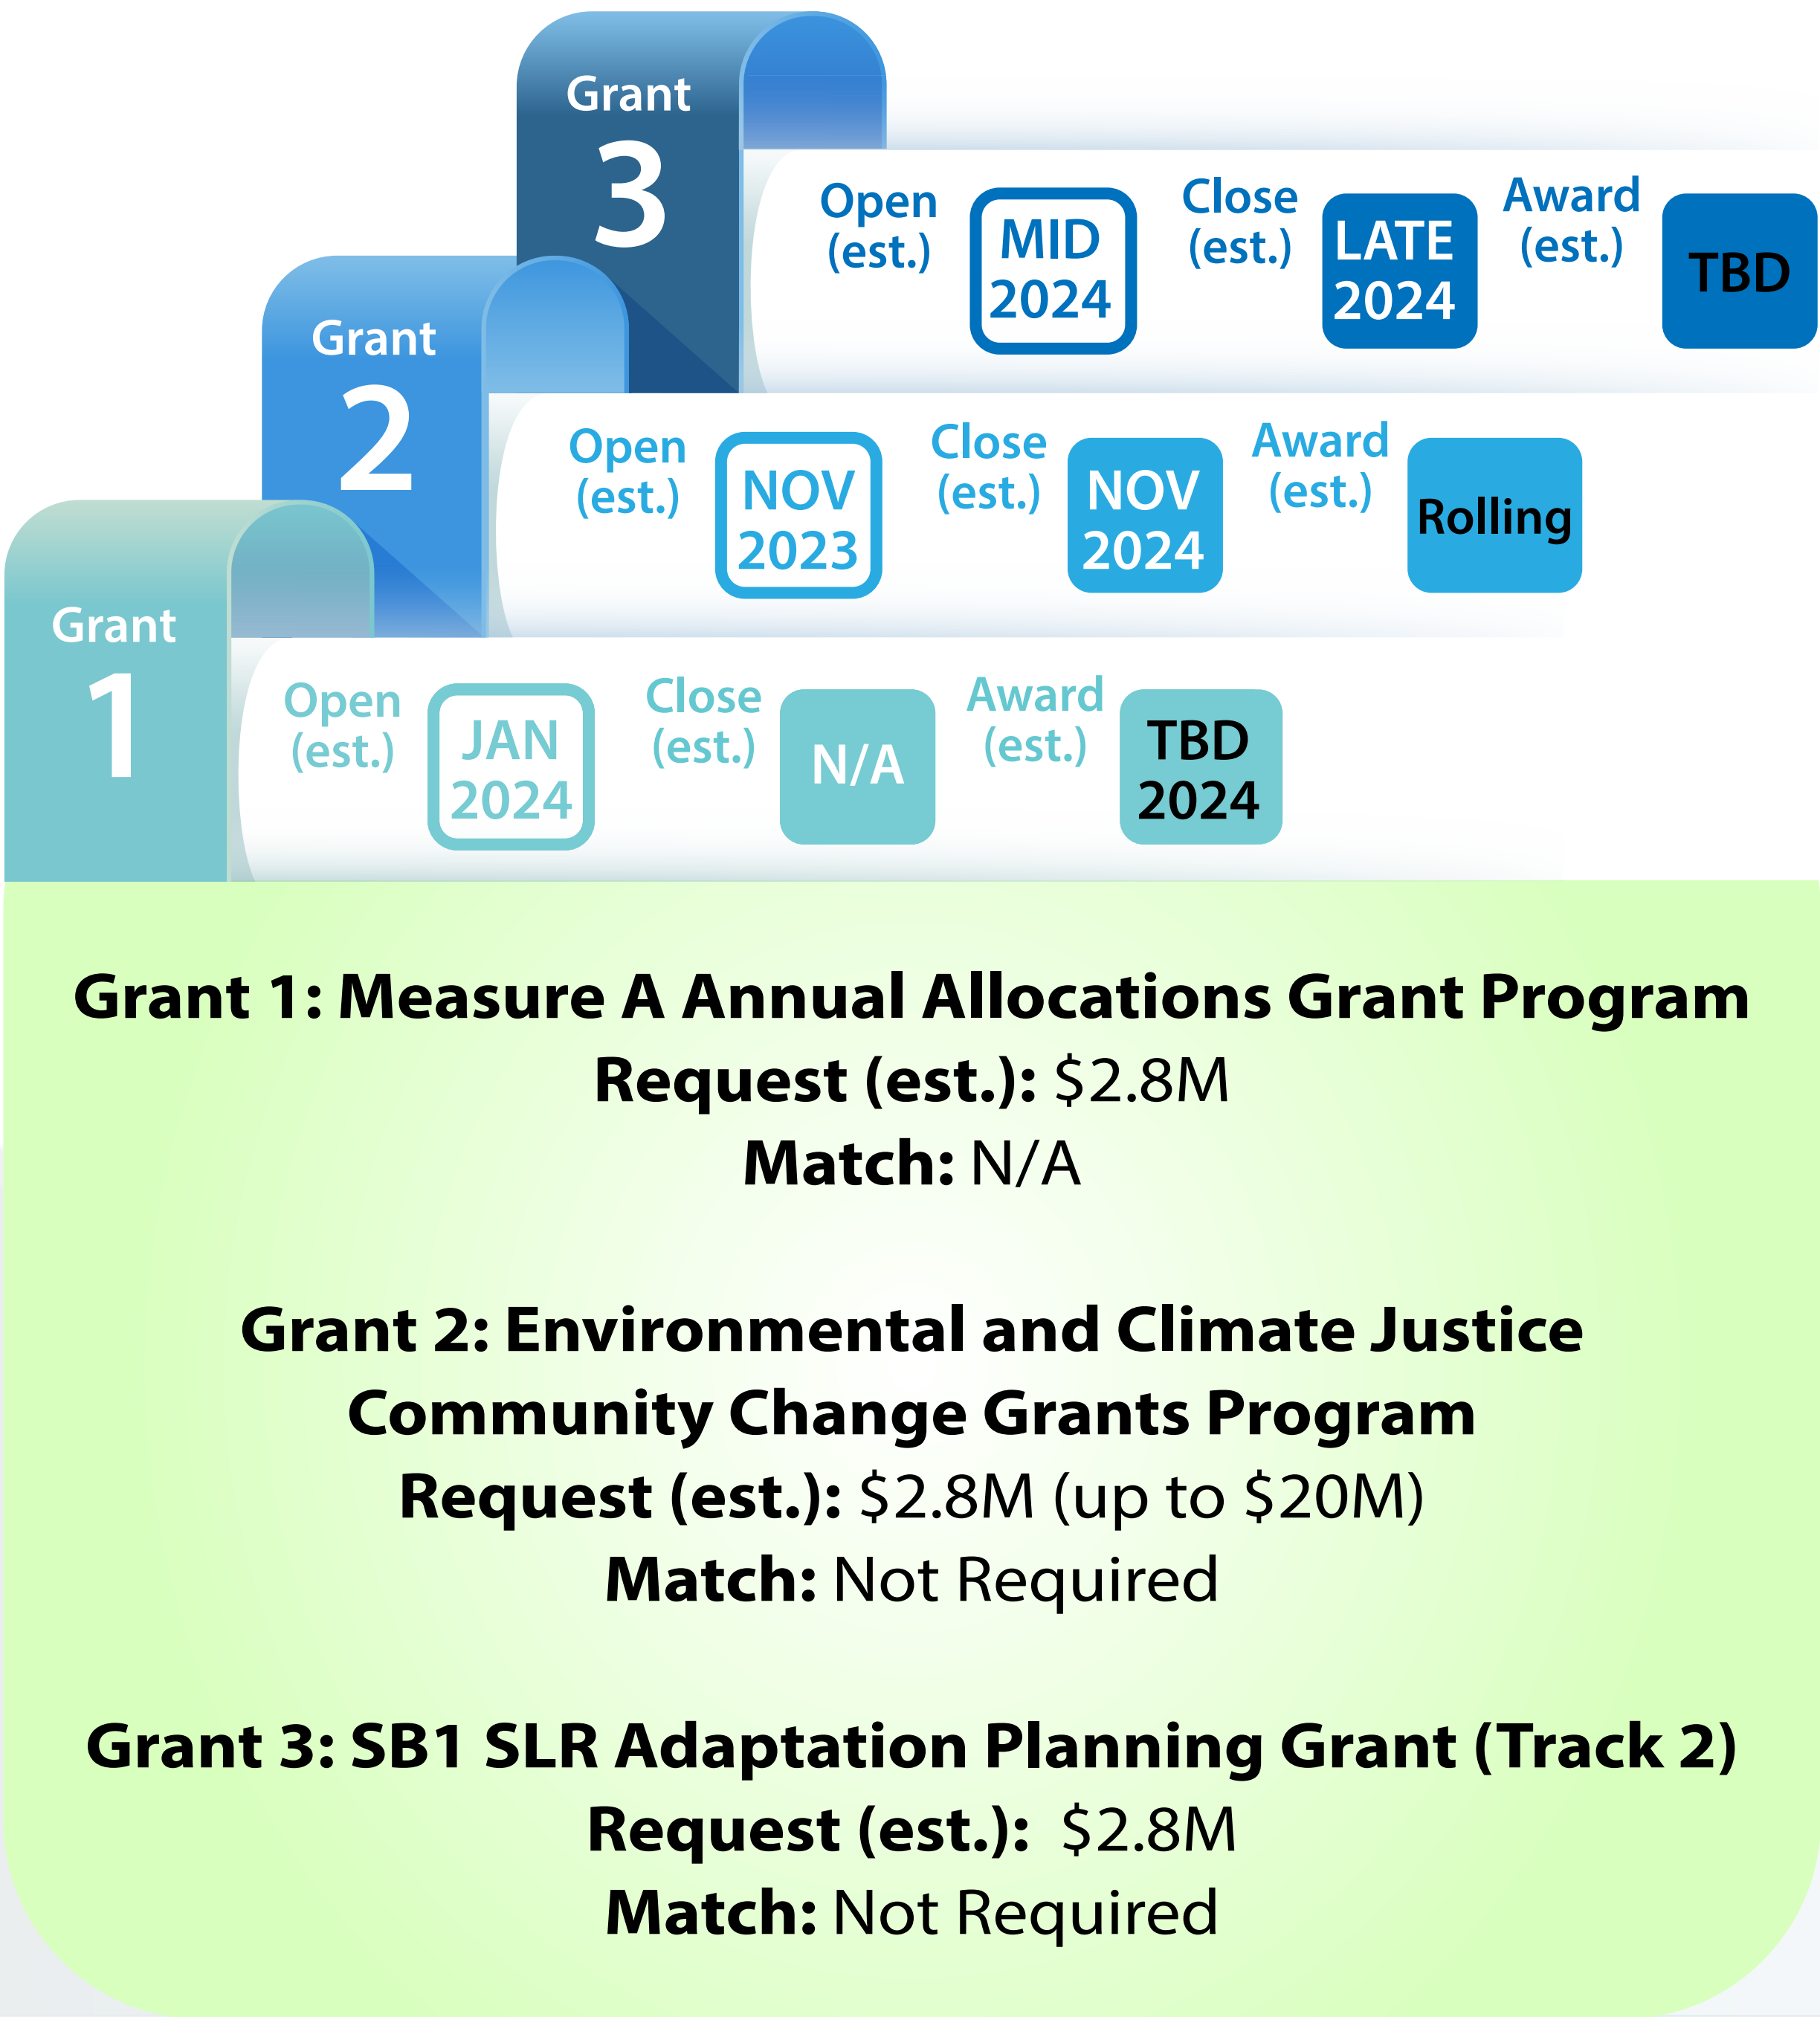 Grant
3
Open
(est.)
MID
2024
Close
(est.)
LATE
2024
Award
(est.)
TBD
Grant
2
Open
(est.)
NOV
2023
Close
(est.)
NOV
2024
Award
(est.)
Rolling
Grant
1
Open
(est.)
JAN
2024
Close
(est.)
N/A
Award
(est.)
TBD
2024
Grant 1: Measure A Annual Allocations Grant Program
Request (est.): $2.8M
Match: N/A
Grant 2: Environmental and Climate Justice
Community Change Grants Program
Request (est.): $2.8M (up to $20M)
Match: Not Required
Grant 3: SB1 SLR Adaptation Planning Grant (Track 2)
Request (est.): $2.8M
Match: Not Required